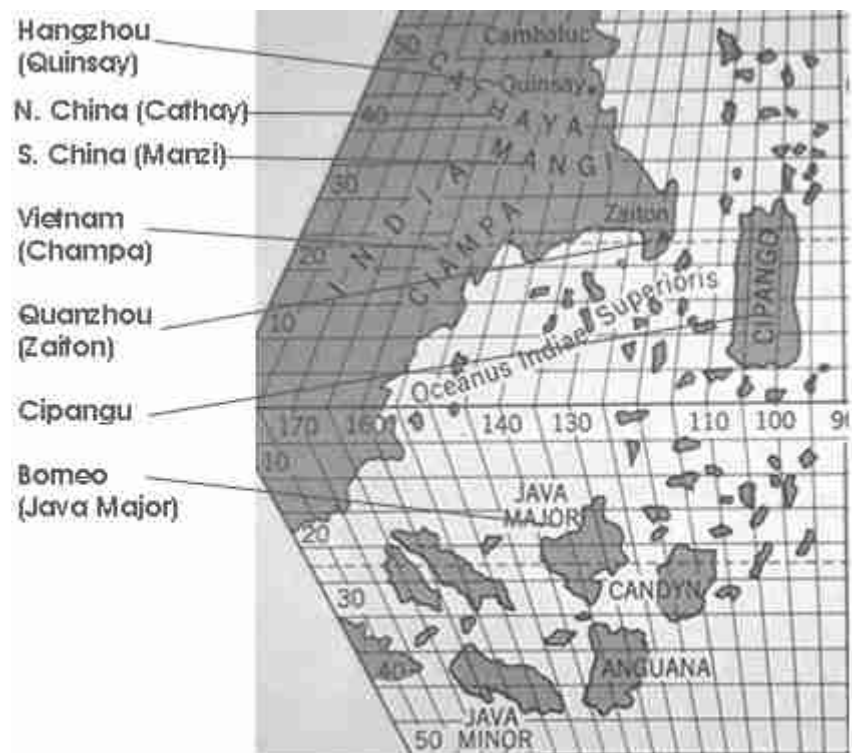 Hangzhou
(Quinsay)
N. China (Cathay)
S. China (Manzi)
Vietnam
(Champa)
Quanzhou
(Zaiton)
Cipangu
Borneo
(Java Major)
Cambaluc
50
Quinsay
CATHAYA
40
MANGI
30
INDIA
Zaiton
20
CIAMPA
CIPANGO
10
Oceanus Indiae Superioris
170 160 140 130 110 100 90
10
JAVA
MAJOR
20
CANDYN
30
ANGUANA
40
JAVA
MINOR
50